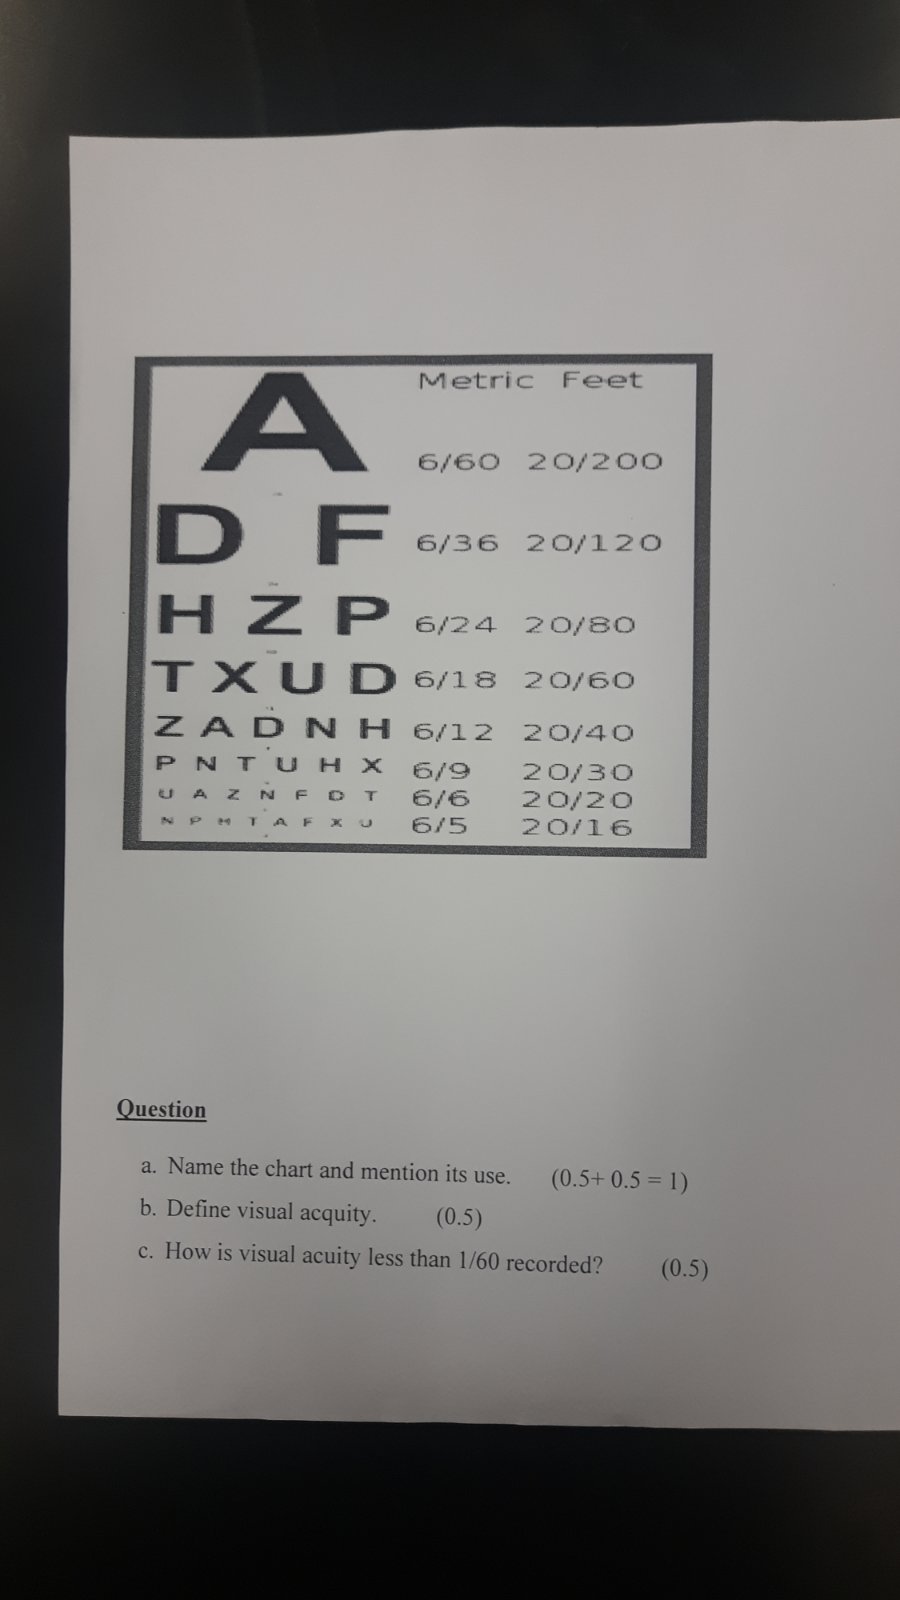 Metric Feet
A 6/60 20/200
D F 6/36 20/120
H Z P 6/24 20/80
T X U D 6/18 20/60
Z A D N H 6/12 20/40
P N T U H X 6/9 20/30
U A Z N F D T 6/6 20/20
N P H T A F X U 6/5 20/16
Question
a. Name the chart and mention its use. (0.5+ 0.5 = 1)
b. Define visual acquity. (0.5)
c. How is visual acuity less than 1/60 recorded? (0.5)